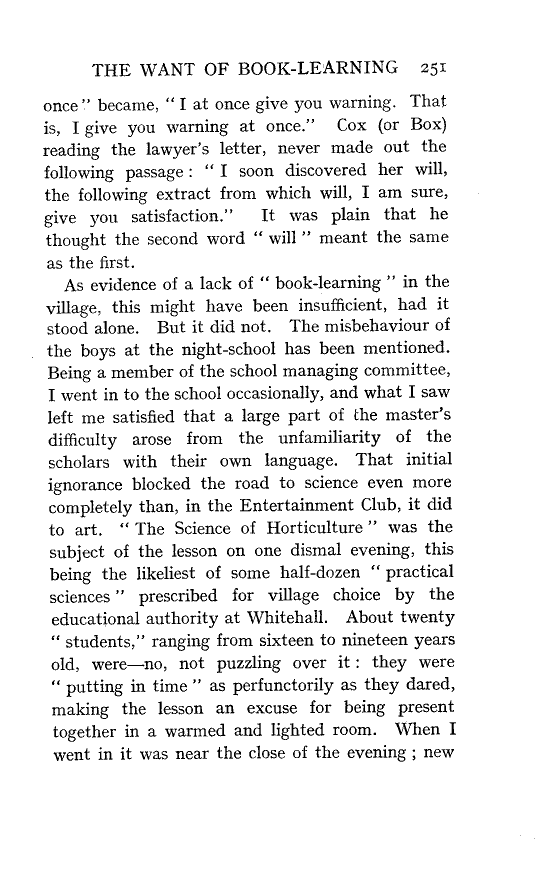 THE WANT OF BOOK-LEARNING 251
once" became, "I at once give you warning. That
is, I give you warning at once." Cox (or Box)
reading the lawyer's letter, never made out the
following passage: "I soon discovered her will,
the following extract from which will, I am sure,
give you satisfaction." It was plain that he
thought the second word "will" meant the same
as the first.
As evidence of a lack of "book-learning" in the
village, this might have been insufficient, had it
stood alone. But it did not. The misbehaviour of
the boys at the night-school has been mentioned.
Being a member of the school managing committee,
I went in to the school occasionally, and what I saw
left me satisfied that a large part of the master's
difficulty arose from the unfamiliarity of the
scholars with their own language. That initial
ignorance blocked the road to science even more
completely than, in the Entertainment Club, it did
to art. "The Science of Horticulture" was the
subject of the lesson on one dismal evening, this
being the likeliest of some half-dozen "practical
sciences" prescribed for village choice by the
educational authority at Whitehall. About twenty
"students," ranging from sixteen to nineteen years
old, were—no, not puzzling over it: they were
"putting in time" as perfunctorily as they dared,
making the lesson an excuse for being present
together in a warmed and lighted room. When I
went in it was near the close of the evening; new